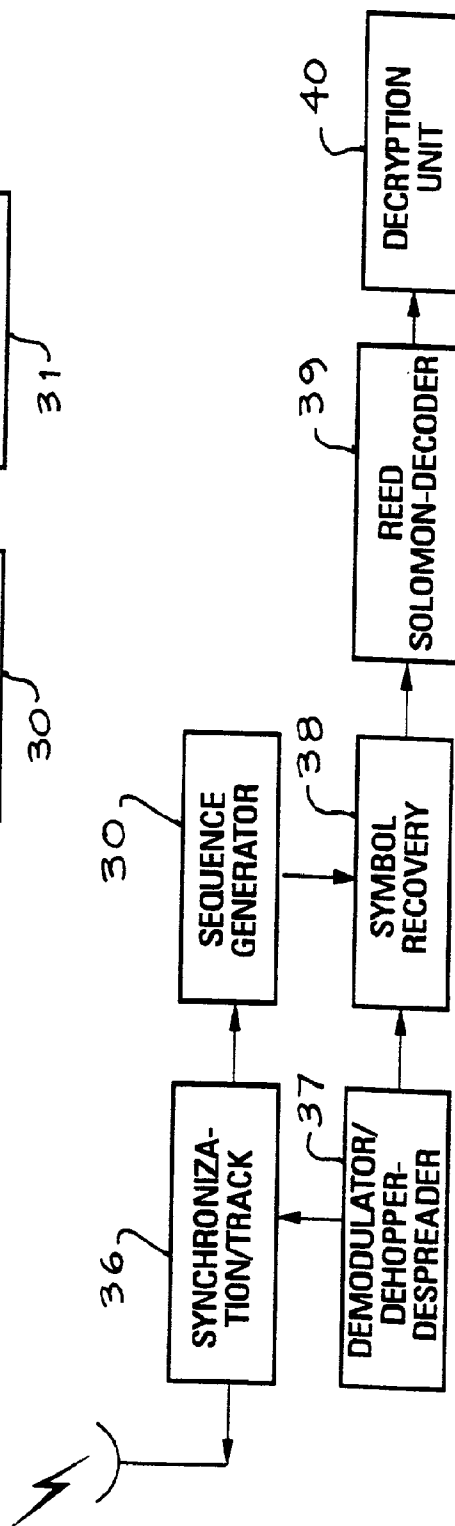 30
31
36
SYNCHRONIZA-
TION/TRACK
30
SEQUENCE
GENERATOR
37
DEMODULATOR/
DEHOPPER-
DESPREADER
38
SYMBOL
RECOVERY
39
REED
SOLOMON-DECODER
40
DECRYPTION
UNIT